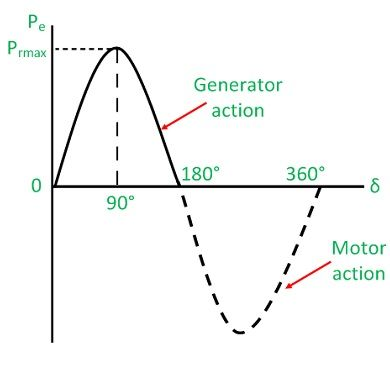 Pe
Prmax
Generator
action
0
180°
360°
δ
90°
Motor
action